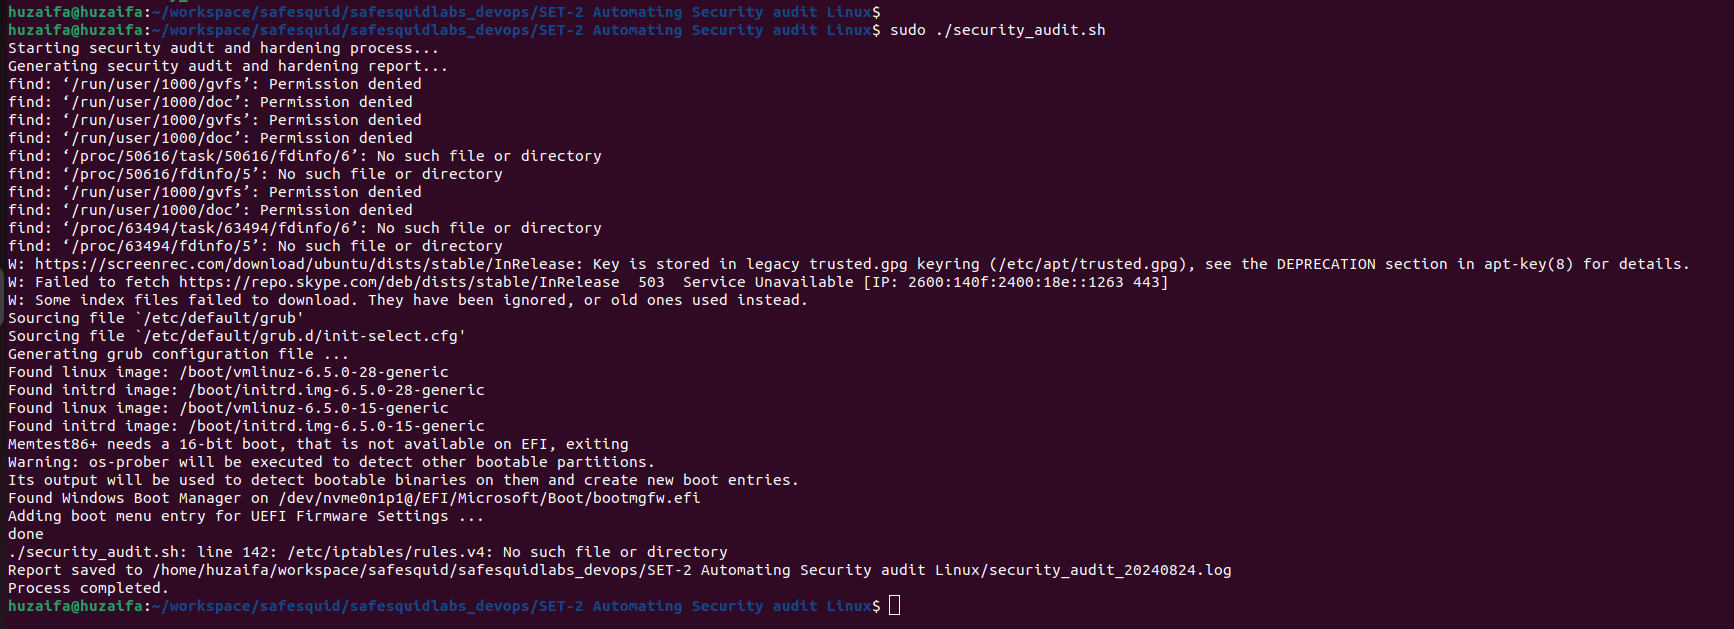 huzaifa@huzaifa:~/workspace/safesquid/safesquidlabs_devops/SET-2 Automating Security audit Linux$
huzaifa@huzaifa:~/workspace/safesquid/safesquidlabs_devops/SET-2 Automating Security audit Linux$ sudo ./security_audit.sh
Starting security audit and hardening process...
Generating security audit and hardening report...
find: ‘/run/user/1000/gvfs’: Permission denied
find: ‘/run/user/1000/doc’: Permission denied
find: ‘/run/user/1000/gvfs’: Permission denied
find: ‘/run/user/1000/doc’: Permission denied
find: ‘/proc/50616/task/50616/fdinfo/6’: No such file or directory
find: ‘/proc/50616/fdinfo/5’: No such file or directory
find: ‘/run/user/1000/gvfs’: Permission denied
find: ‘/run/user/1000/doc’: Permission denied
find: ‘/proc/63494/task/63494/fdinfo/6’: No such file or directory
find: ‘/proc/63494/fdinfo/5’: No such file or directory
W: https://screenrec.com/download/ubuntu/dists/stable/InRelease: Key is stored in legacy trusted.gpg keyring (/etc/apt/trusted.gpg), see the DEPRECATION section in apt-key(8) for details.
W: Failed to fetch https://repo.skype.com/deb/dists/stable/InRelease  503  Service Unavailable [IP: 2600:140f:2400:18e::1263 443]
W: Some index files failed to download. They have been ignored, or old ones used instead.
Sourcing file `/etc/default/grub'
Sourcing file `/etc/default/grub.d/init-select.cfg'
Generating grub configuration file ...
Found linux image: /boot/vmlinuz-6.5.0-28-generic
Found initrd image: /boot/initrd.img-6.5.0-28-generic
Found linux image: /boot/vmlinuz-6.5.0-15-generic
Found initrd image: /boot/initrd.img-6.5.0-15-generic
Memtest86+ needs a 16-bit boot, that is not available on EFI, exiting
Warning: os-prober will be executed to detect other bootable partitions.
Its output will be used to detect bootable binaries on them and create new boot entries.
Found Windows Boot Manager on /dev/nvme0n1p1@/EFI/Microsoft/Boot/bootmgfw.efi
Adding boot menu entry for UEFI Firmware Settings ...
done
./security_audit.sh: line 142: /etc/iptables/rules.v4: No such file or directory
Report saved to /home/huzaifa/workspace/safesquid/safesquidlabs_devops/SET-2 Automating Security audit Linux/security_audit_20240824.log
Process completed.
huzaifa@huzaifa:~/workspace/safesquid/safesquidlabs_devops/SET-2 Automating Security audit Linux$